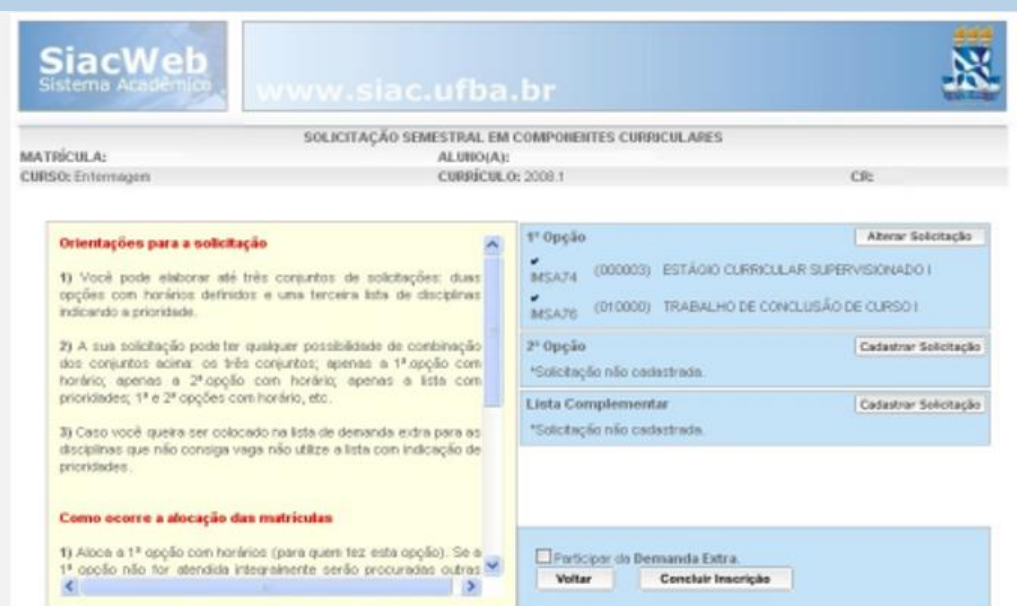 SiacWeb
Sistema Acadêmico
www.siac.ufba.br
SOLICITAÇÃO SEMESTRAL EM COMPONENTES CURRICULARES
MATRÍCULA: ALUNO(A):
CURSO: Enfermagem CURRÍCULO: 2008.1 CR:
Orientações para a solicitação
1) Você pode elaborar até três conjuntos de solicitações: duas
opções com horários definidos e uma terceira lista de disciplinas
indicando a prioridade.
2) A sua solicitação pode ter qualquer possibilidade de combinação
dos conjuntos acima: os três conjuntos; apenas a 1ª.opção com
horário; apenas a 2ª.opção com horário; apenas a lista com
prioridades; 1ª e 2ª opções com horário, etc.
3) Caso você queira ser colocado na lista de demanda extra para as
disciplinas que não consiga vaga não utilize a lista com indicação de
prioridades.
Como ocorre a alocação das matrículas
1) Aloca a 1ª opção com horários (para quem fez esta opção). Se a
1ª opção não for atendida integralmente serão procuradas outras
1ª Opção Alterar Solicitação
IMSA74 (000003) ESTÁGIO CURRICULAR SUPERVISIONADO I
IMSA76 (010000) TRABALHO DE CONCLUSÃO DE CURSO I
2ª Opção Cadastrar Solicitação
*Solicitação não cadastrada.
Lista Complementar Cadastrar Solicitação
*Solicitação não cadastrada.
Participar da Demanda Extra.
Voltar Concluir Inscrição